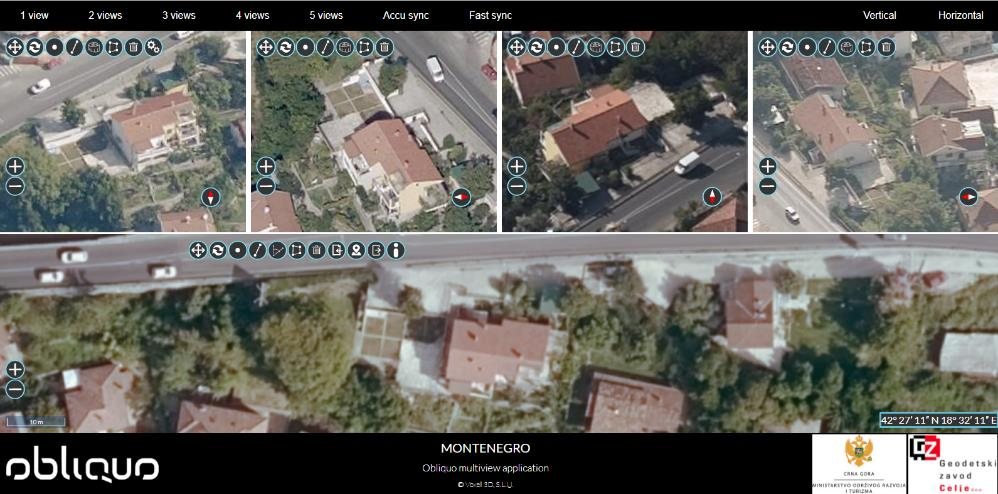 1 view 2 views 3 views 4 views 5 views Accu sync Fast sync Vertical Horizontal
10 m
42° 27' 11" N 18° 32' 11" E
obliquo
MONTENEGRO
Obliquo multiview application
CRNA GORA
MINISTARSTVO ODRŽIVOG RAZVOJA
I TURIZMA
GZ
Geodetski
zavod
Celje d.o.o.